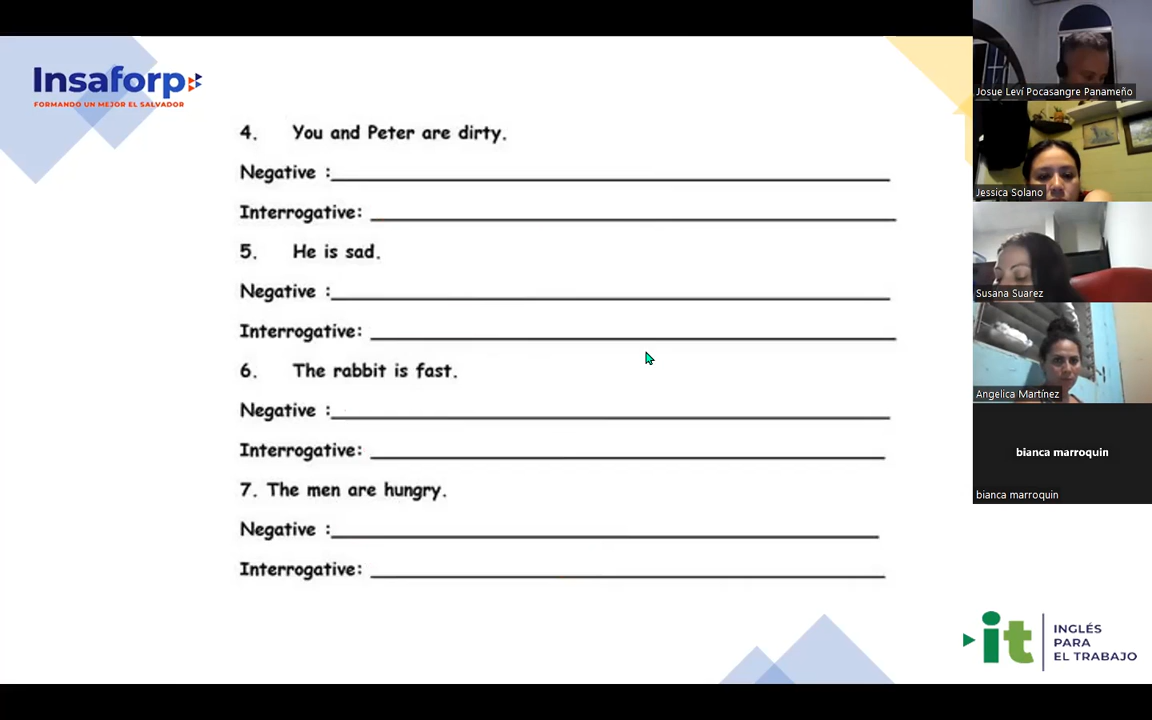 Insaforp
FORMANDO UN MEJOR EL SALVADOR
4. You and Peter are dirty.
Negative :
Interrogative:
5. He is sad.
Negative :
Interrogative:
6. The rabbit is fast.
Negative :
Interrogative:
7. The men are hungry.
Negative :
Interrogative:
Josue Leví Pocasangre Panameño
Jessica Solano
Susana Suarez
Angelica Martínez
bianca marroquin
bianca marroquin
it
INGLÉS
PARA
EL TRABAJO